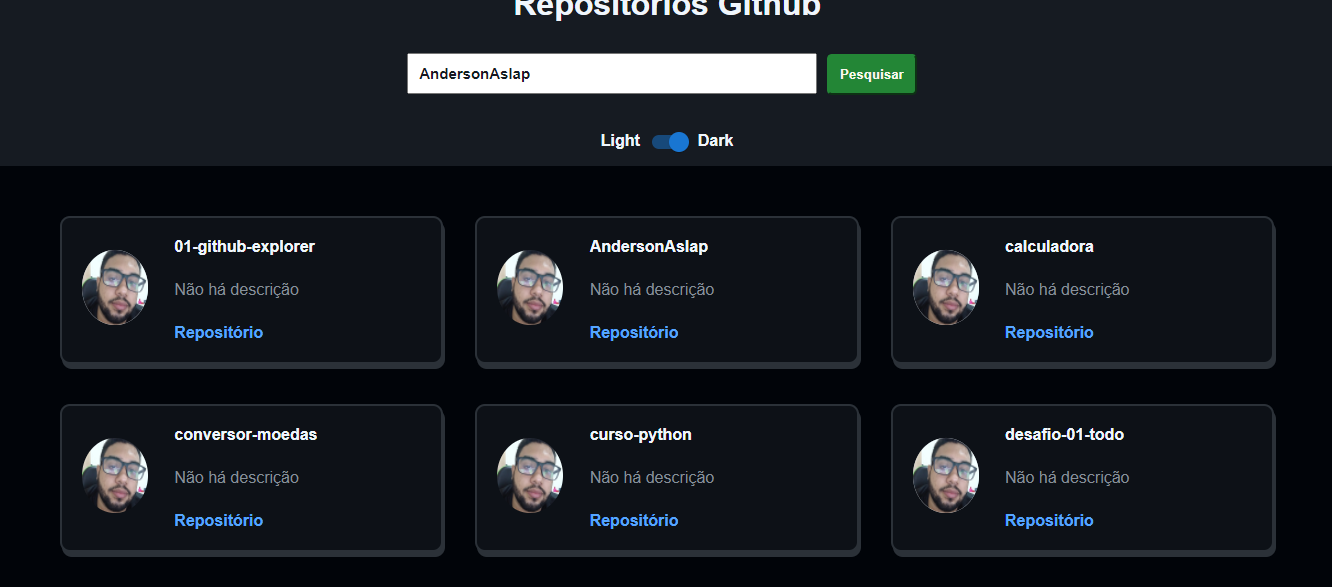 Repositórios Github
AndersonAslap
Pesquisar
Light Dark
01-github-explorer
Não há descrição
Repositório
AndersonAslap
Não há descrição
Repositório
calculadora
Não há descrição
Repositório
conversor-moedas
Não há descrição
Repositório
curso-python
Não há descrição
Repositório
desafio-01-todo
Não há descrição
Repositório